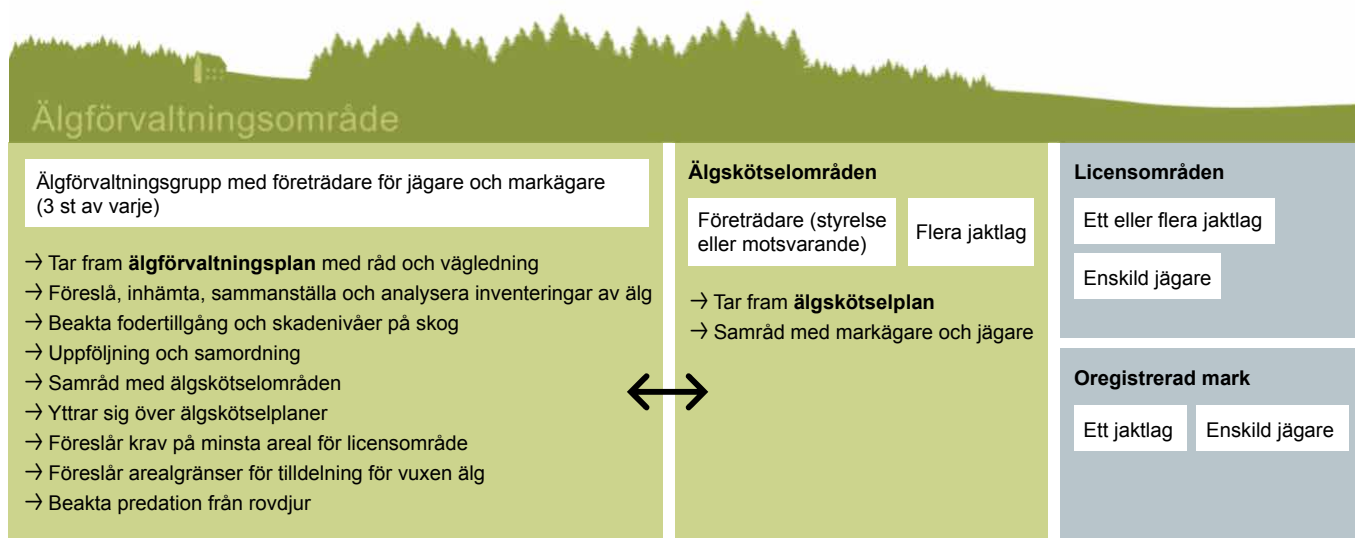 Älgförvaltningsområde
Älgförvaltningsgrupp med företrädare för jägare och markägare
(3 st av varje)
→ Tar fram älgförvaltningsplan med råd och vägledning
→ Föreslå, inhämta, sammanställa och analysera inventeringar av älg
→ Beakta fodertillgång och skadenivåer på skog
→ Uppföljning och samordning
→ Samråd med älgskötselområden
→ Yttrar sig över älgskötselplaner
→ Föreslår krav på minsta areal för licensområde
→ Föreslår arealgränser för tilldelning för vuxen älg
→ Beakta predation från rovdjur
Älgskötselområden
Företrädare (styrelse
eller motsvarande)
Flera jaktlag
→ Tar fram älgskötselplan
→ Samråd med markägare och jägare
Licensområden
Ett eller flera jaktlag
Enskild jägare
Oregistrerad mark
Ett jaktlag
Enskild jägare